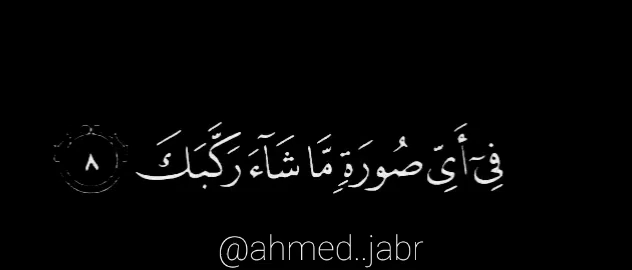 فِىٓ أَىِّ صُورَةٍ مَّا شَآءَ رَكَّبَكَ ٨
@ahmed..jabr